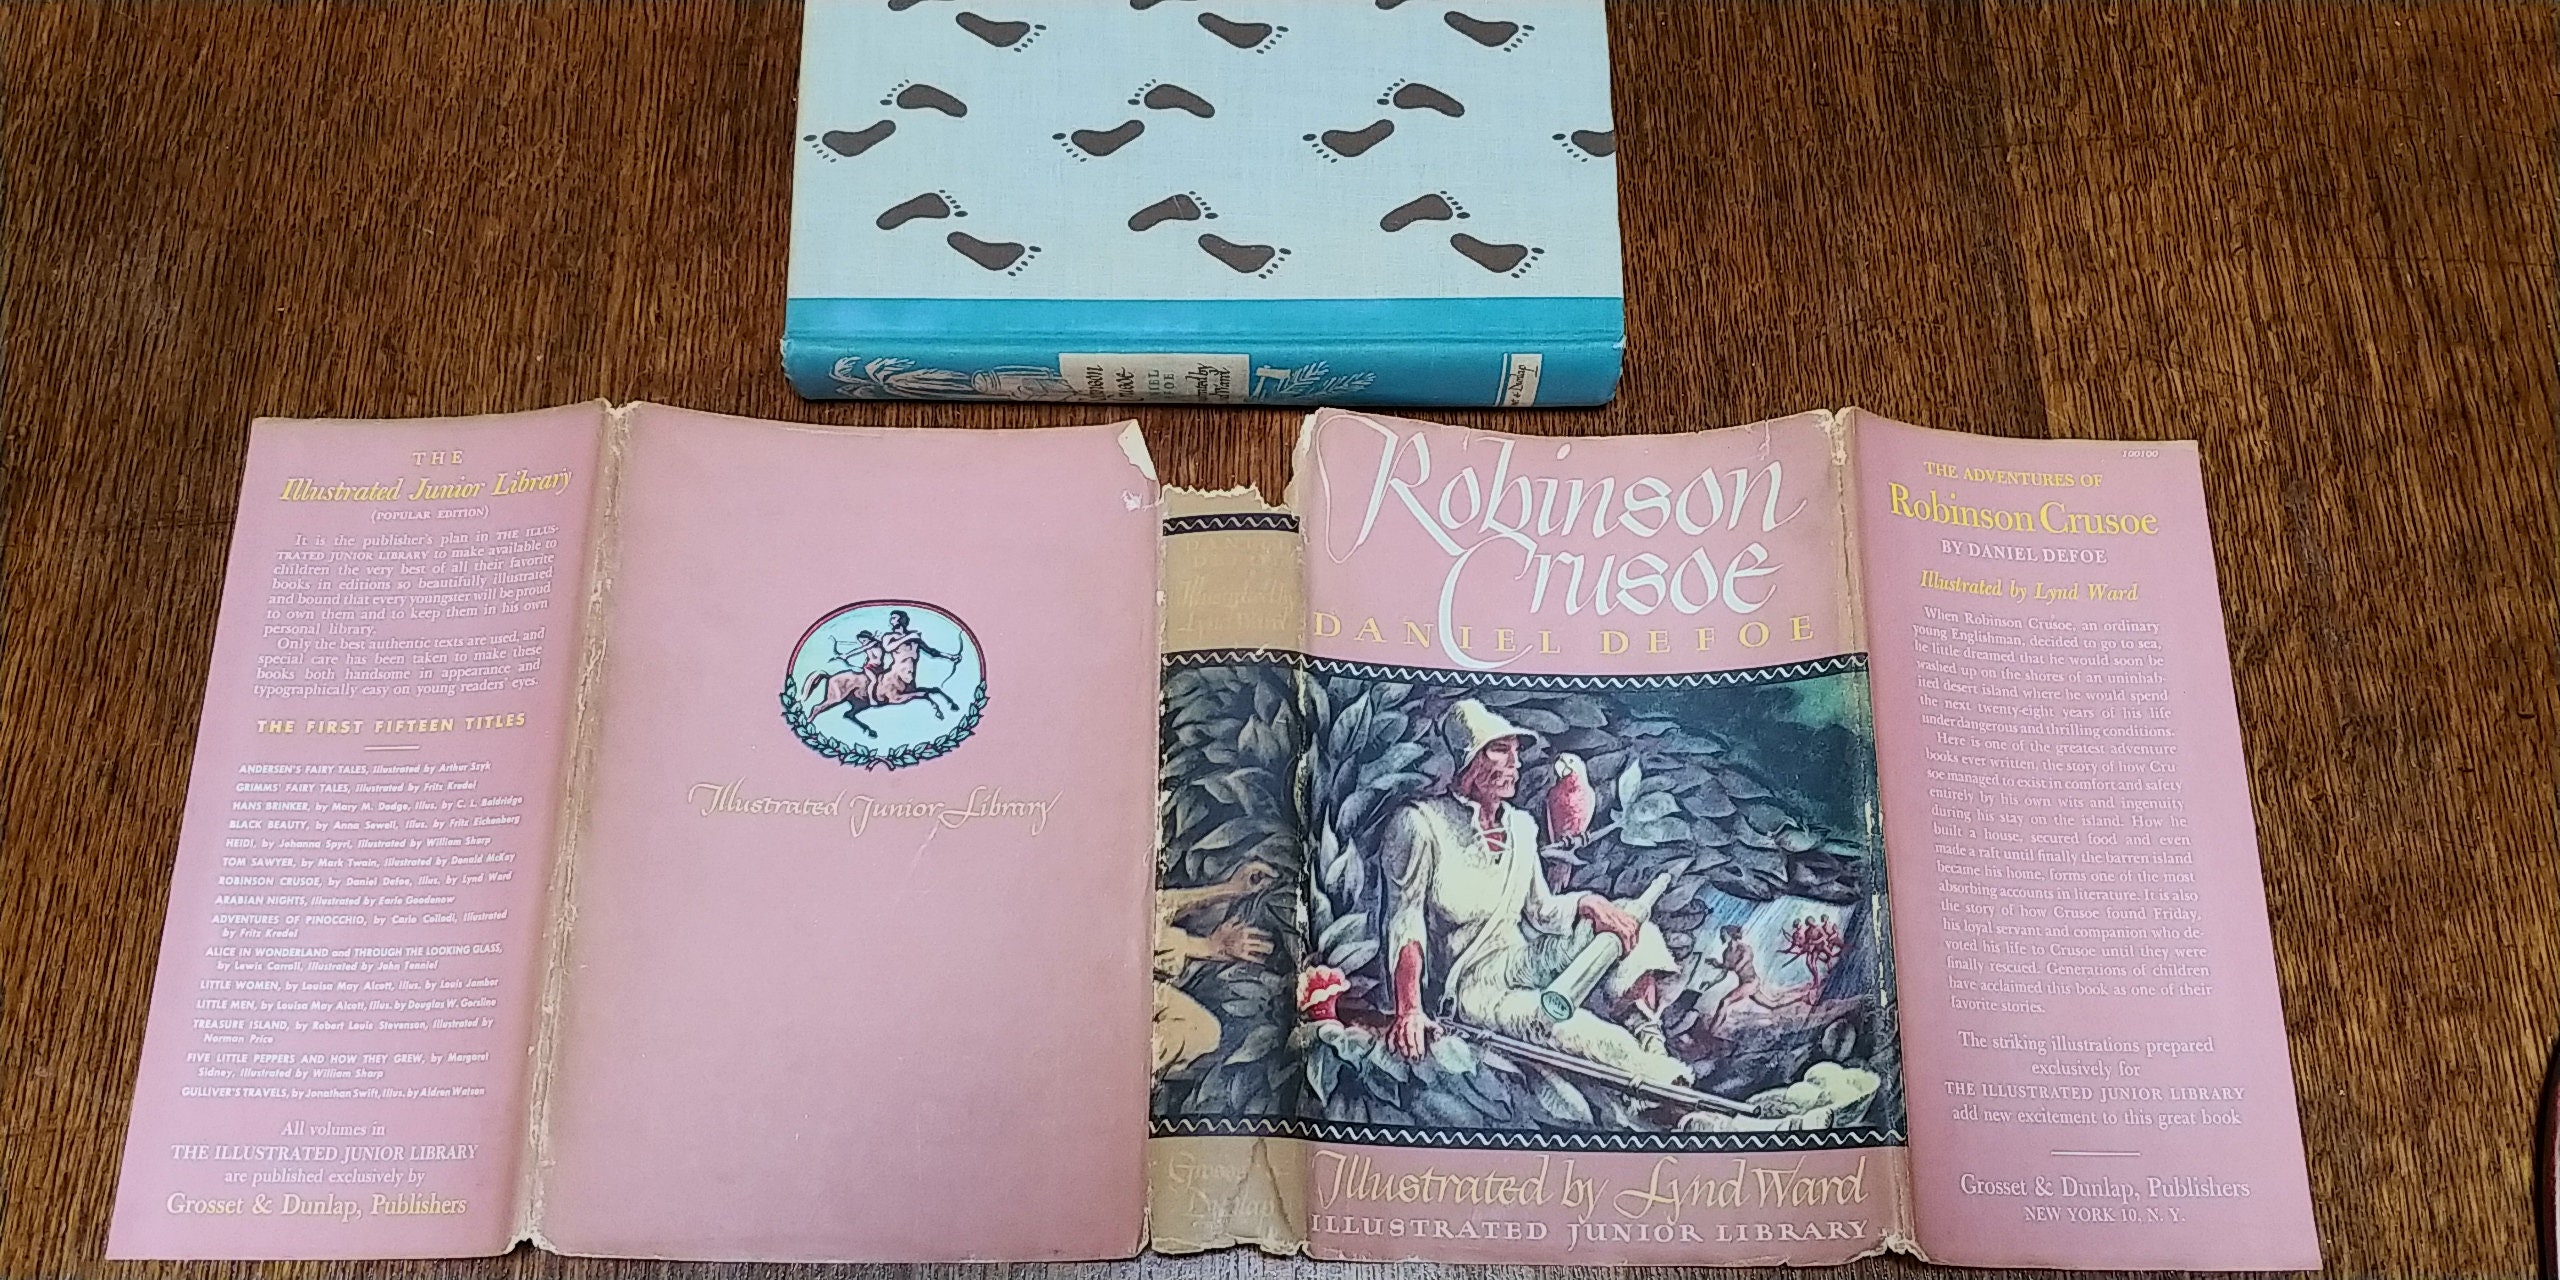 Robinson
Crusoe
DANIEL
DEFOE
Illustrated by
Lynd Ward
Dunlap
THE
Illustrated Junior Library
(POPULAR EDITION)
It is the publisher's plan in THE ILLUS-
TRATED JUNIOR LIBRARY to make available to
children the very best of all their favorite
books in editions so beautifully illustrated
and bound that every youngster will be proud
to own them and to keep them in his own
personal library.
Only the best authentic texts are used, and
special care has been taken to make these
books both handsome in appearance and
typographically easy on young readers' eyes.
THE FIRST FIFTEEN TITLES
ANDERSEN'S FAIRY TALES, Illustrated by Arthur Szyk
GRIMMS' FAIRY TALES, Illustrated by Fritz Kredel
HANS BRINKER, by Mary M. Dodge, Illus. by C. L. Baldridge
BLACK BEAUTY, by Anna Sewell, Illus. by Fritz Eichenberg
HEIDI, by Johanna Spyri, Illustrated by William Sharp
TOM SAWYER, by Mark Twain, Illustrated by Donald McKay
ROBINSON CRUSOE, by Daniel Defoe, Illus. by Lynd Ward
ARABIAN NIGHTS, Illustrated by Earle Goodenow
ADVENTURES OF PINOCCHIO, by Carlo Collodi, Illustrated
by Fritz Kredel
ALICE IN WONDERLAND and THROUGH THE LOOKING GLASS,
by Lewis Carroll, Illustrated by John Tenniel
LITTLE WOMEN, by Louisa May Alcott, Illus. by Louis Jambor
LITTLE MEN, by Louisa May Alcott, Illus. by Douglas W. Gorsline
TREASURE ISLAND, by Robert Louis Stevenson, Illustrated by
Norman Price
FIVE LITTLE PEPPERS AND HOW THEY GREW, by Margaret
Sidney, Illustrated by William Sharp
GULLIVER'S TRAVELS, by Jonathan Swift, Illus. by Aldren Watson
All volumes in
THE ILLUSTRATED JUNIOR LIBRARY
are published exclusively by
Grosset & Dunlap, Publishers
Illustrated Junior Library
Illustrated by
Lynd Ward
Grosset
Dunlap
Robinson
Crusoe
DANIEL DEFOE
Illustrated by Lynd Ward
ILLUSTRATED JUNIOR LIBRARY
100100
THE ADVENTURES OF
Robinson Crusoe
BY DANIEL DEFOE
Illustrated by Lynd Ward
When Robinson Crusoe, an ordinary
young Englishman, decided to go to sea,
he little dreamed that he would soon be
washed up on the shores of an uninhab-
ited desert island where he would spend
the next twenty-eight years of his life
under dangerous and thrilling conditions.
Here is one of the greatest adventure
books ever written, the story of how Cru
soe managed to exist in comfort and safety
entirely by his own wits and ingenuity
during his stay on the island. How he
built a house, secured food and even
made a raft until finally the barren island
became his home, forms one of the most
absorbing accounts in literature. It is also
the story of how Crusoe found Friday,
his loyal servant and companion who de-
voted his life to Crusoe until they were
finally rescued. Generations of children
have acclaimed this book as one of their
favorite stories.
The striking illustrations prepared
exclusively for
THE ILLUSTRATED JUNIOR LIBRARY
add new excitement to this great book
Grosset & Dunlap, Publishers
NEW YORK 10, N. Y.